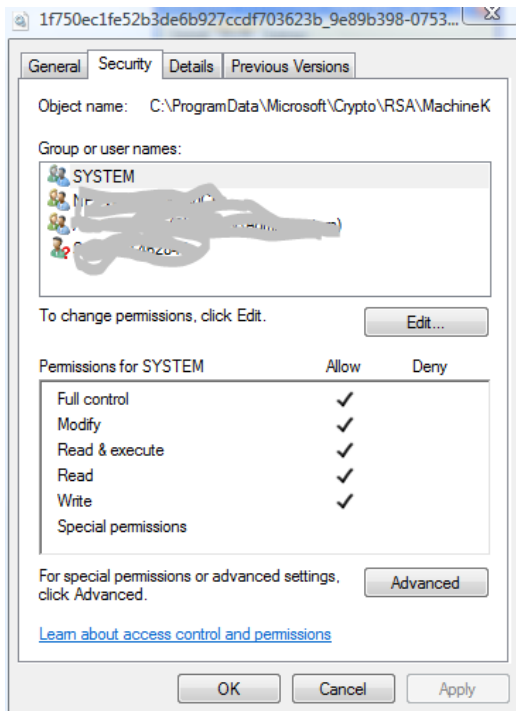 1f750ec1fe52b3de6b927ccdf703623b_9e89b398-0753...
General Security Details Previous Versions
Object name: C:\ProgramData\Microsoft\Crypto\RSA\MachineK
Group or user names:
SYSTEM
To change permissions, click Edit.
Edit...
Permissions for SYSTEM Allow Deny
Full control
Modify
Read & execute
Read
Write
Special permissions
For special permissions or advanced settings,
click Advanced.
Advanced
Learn about access control and permissions
OK Cancel Apply